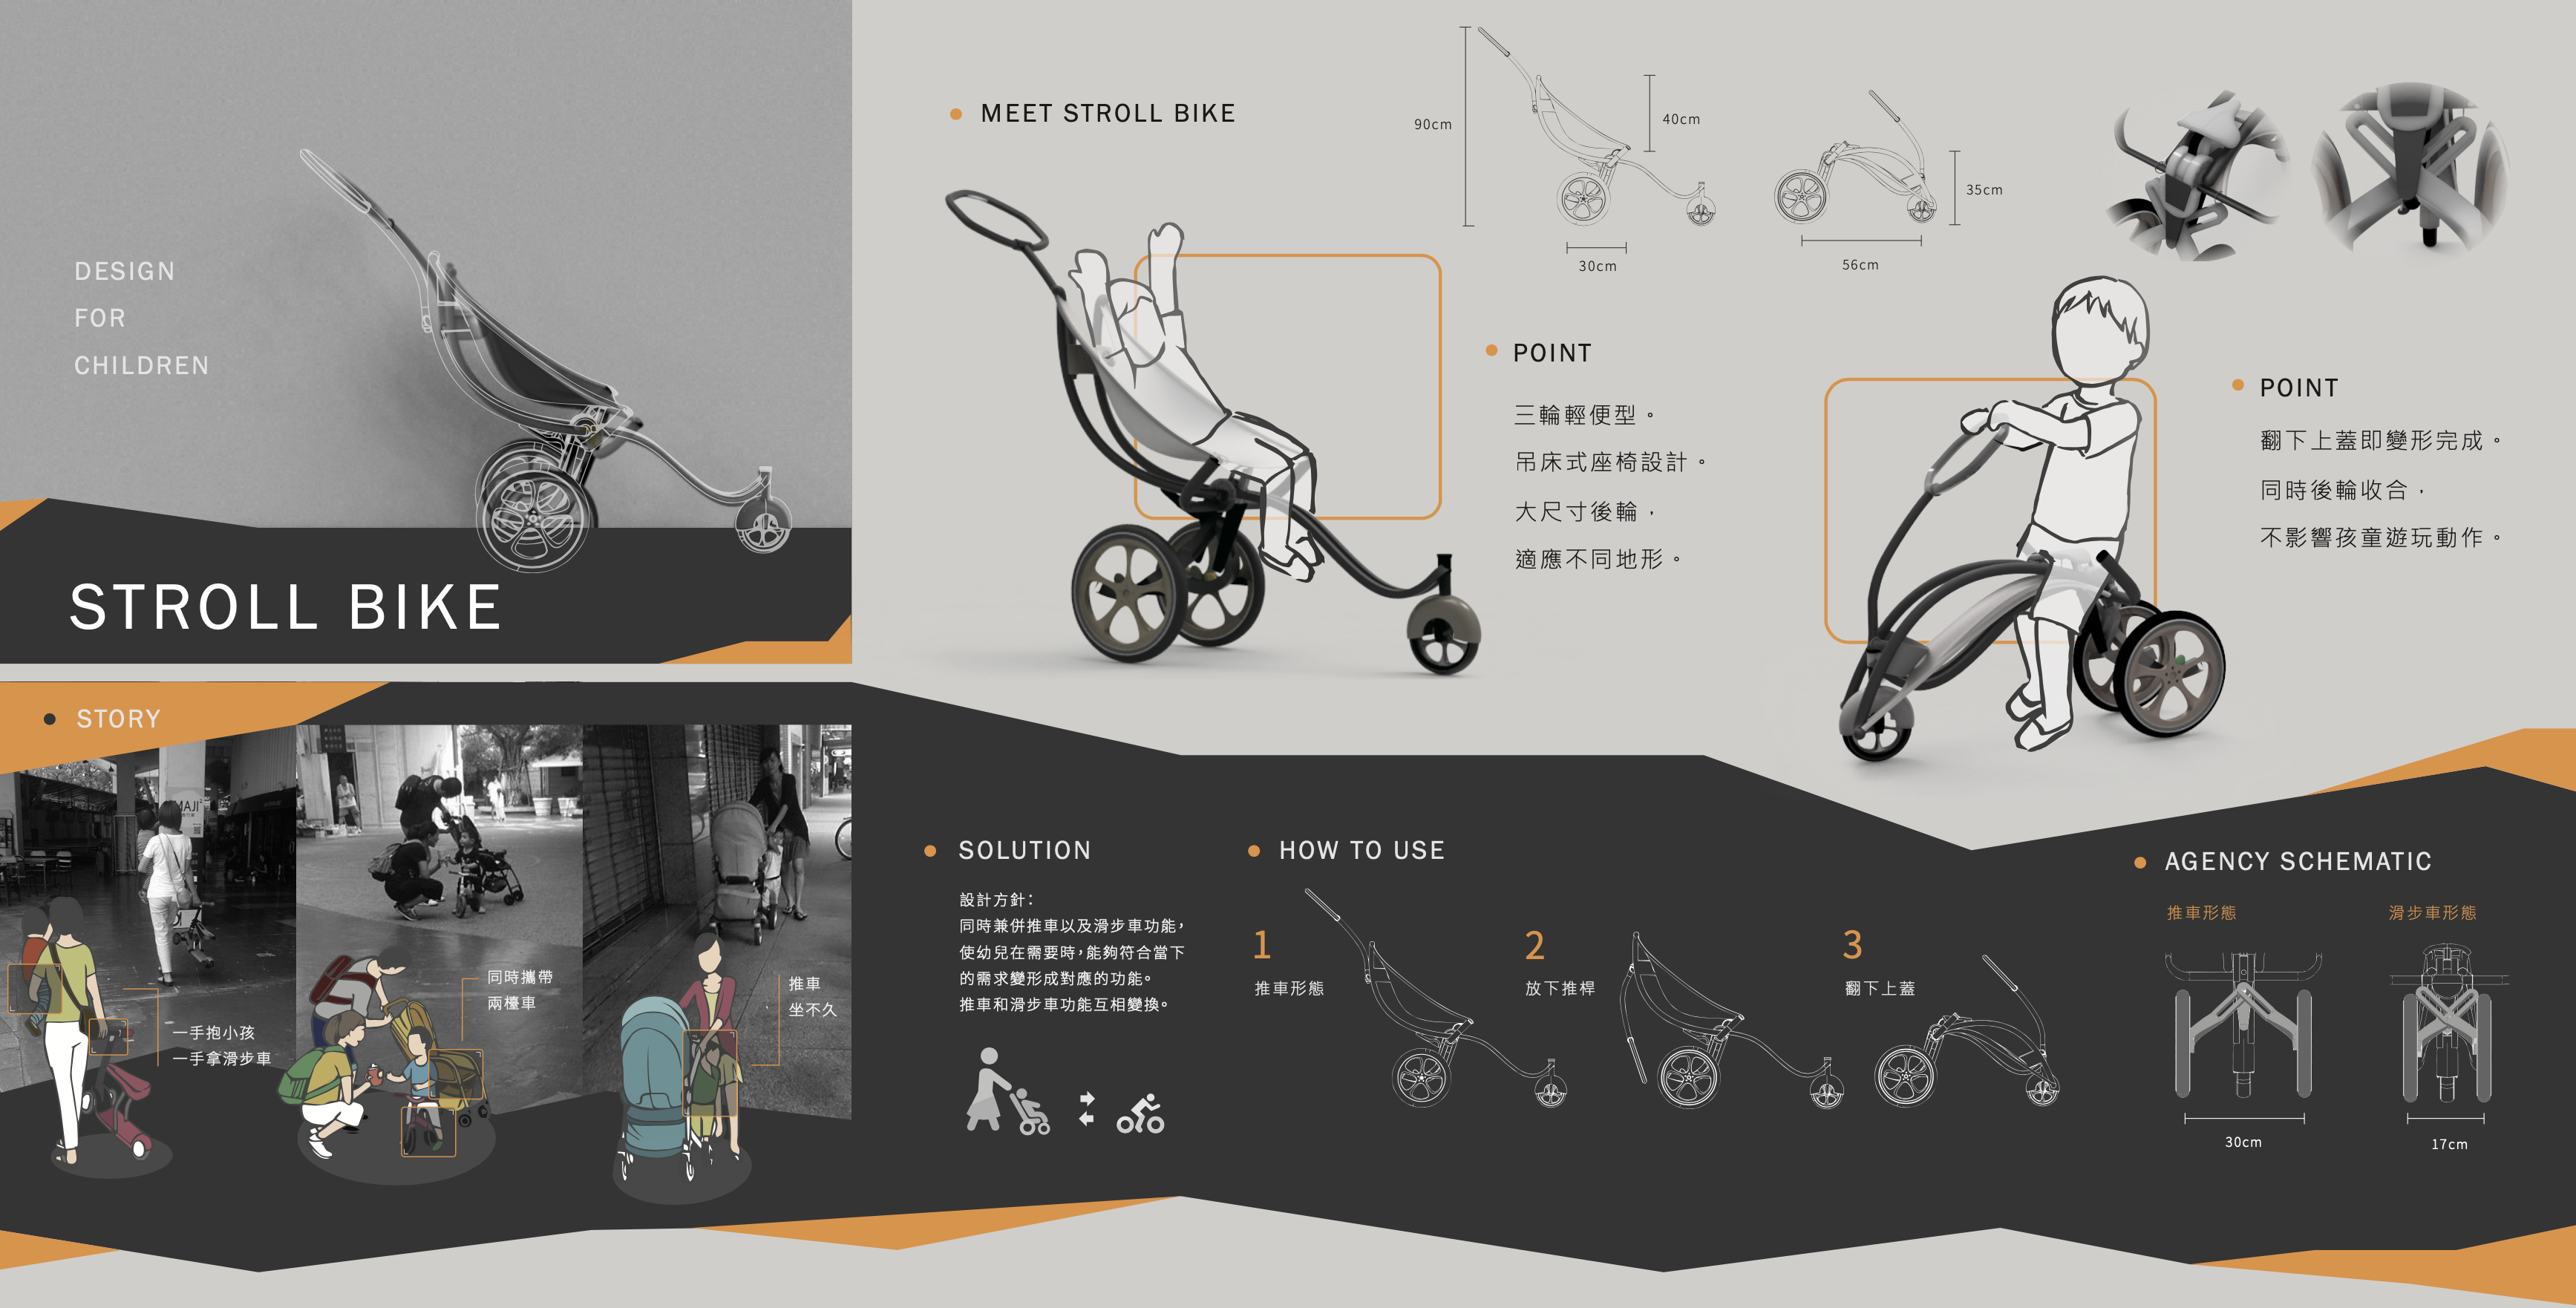 DESIGN
FOR
CHILDREN
STROLL BIKE
MEET STROLL BIKE
90cm
40cm
30cm
35cm
56cm
POINT
三輪輕便型。
吊床式座椅設計。
大尺寸後輪，
適應不同地形。
POINT
翻下上蓋即變形完成。
同時後輪收合，
不影響孩童遊玩動作。
STORY
MAJI
一手抱小孩
一手拿滑步車
同時攜帶
兩檯車
推車
坐不久
SOLUTION
設計方針：
同時兼併推車以及滑步車功能，
使幼兒在需要時，能夠符合當下
的需求變形成對應的功能。
推車和滑步車功能互相變換。
HOW TO USE
1
推車形態
2
放下推桿
3
翻下上蓋
AGENCY SCHEMATIC
推車形態
滑步車形態
30cm
17cm